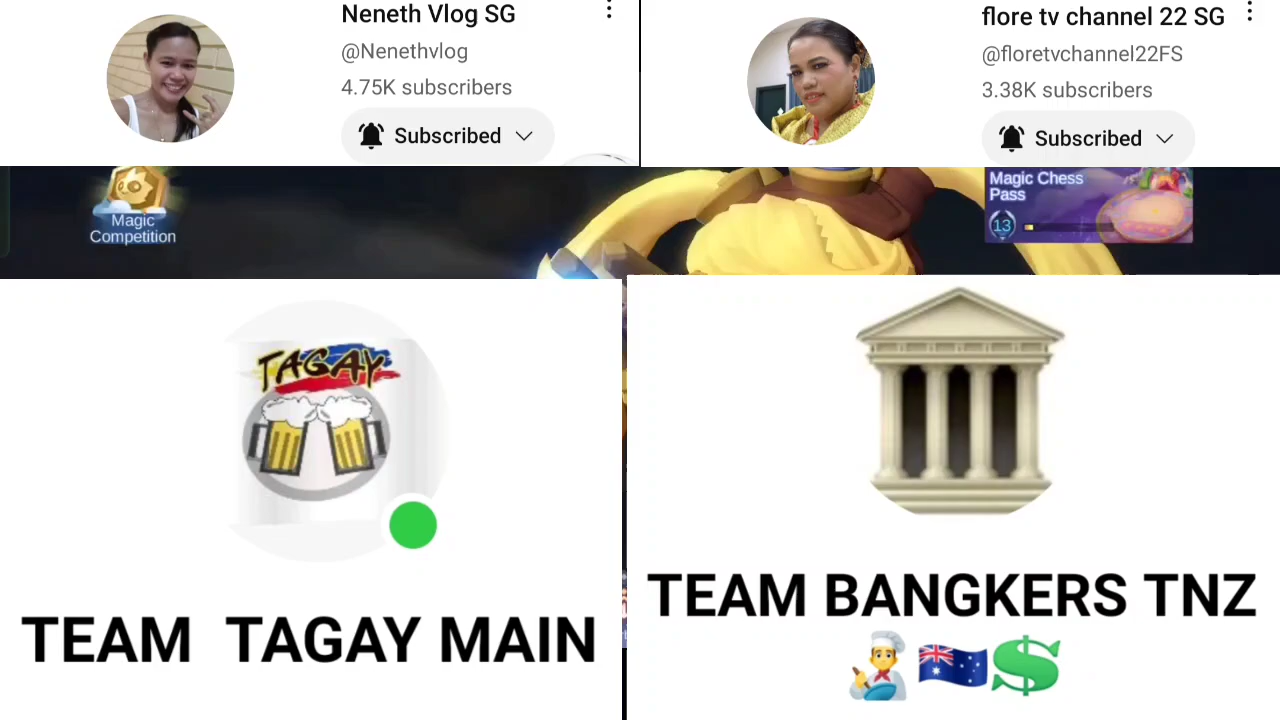 Neneth Vlog SG
@Nenethvlog
4.75K subscribers
Subscribed
flore tv channel 22 SG
@floretvchannel22FS
3.38K subscribers
Subscribed
Magic
Competition
Magic Chess
Pass
13
TAGAY
TEAM TAGAY MAIN
TEAM BANGKERS TNZ